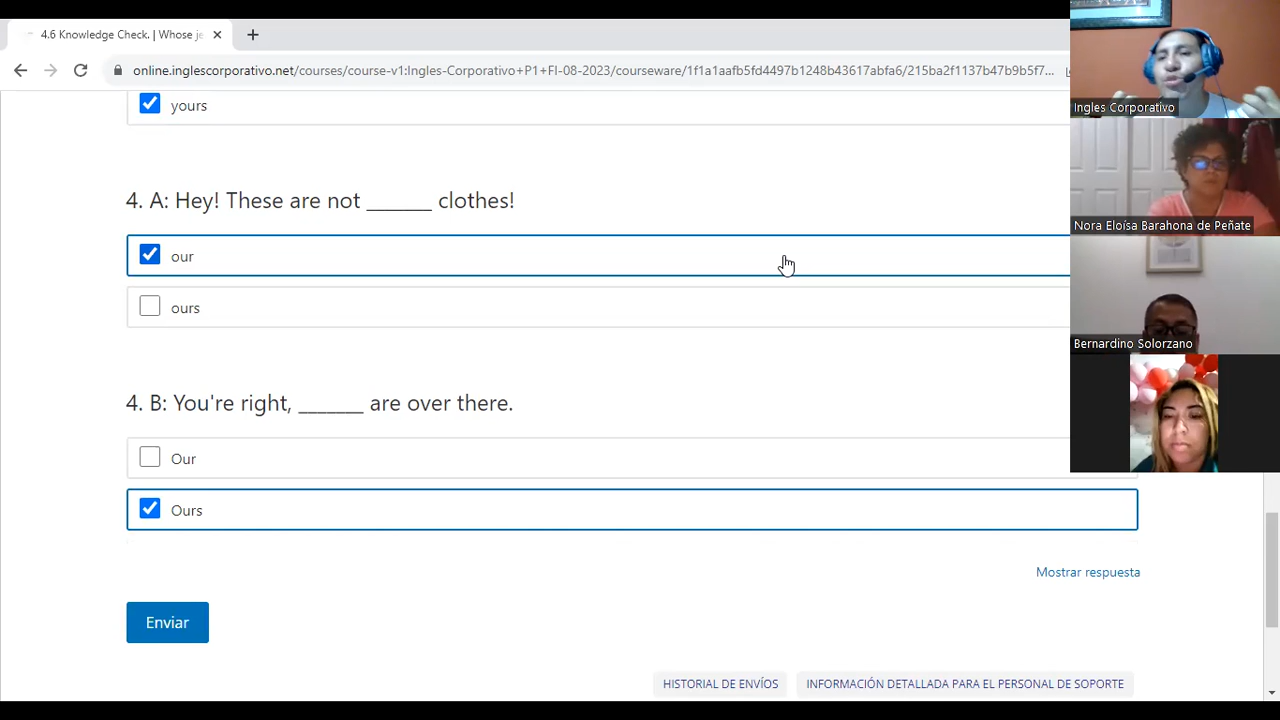 4.6 Knowledge Check. | Whose je
online.inglescorporativo.net/courses/course-v1:Ingles-Corporativo+P1+FI-08-2023/courseware/1f1a1aafb5fd4497b1248b43617abfa6/215ba2f1137b47b9b5f7...
Ingles Corporativo
yours
4. A: Hey! These are not _______ clothes!
Nora Eloísa Barahona de Peñate
our
ours
Bernardino Solorzano
4. B: You're right, _______ are over there.
Our
Ours
Mostrar respuesta
Enviar
HISTORIAL DE ENVÍOS
INFORMACIÓN DETALLADA PARA EL PERSONAL DE SOPORTE